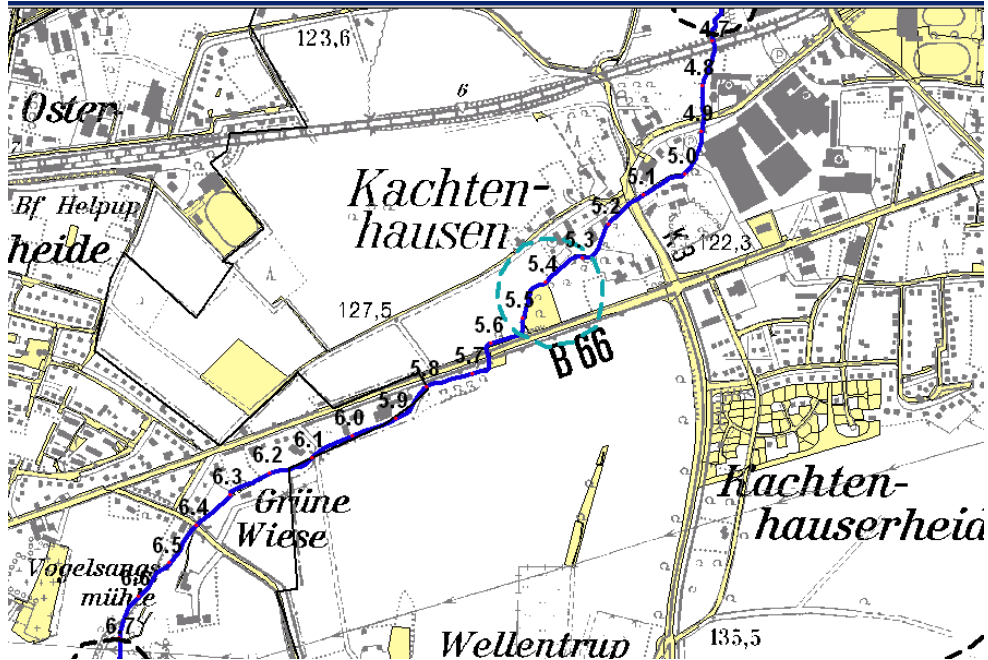 4.7
123,6
4.8
6
Oster-
4.9
5.0
Kachten-
hausen
5.1
Bf Helpup
5.2
heide
K 3
122,3
5.3
5.4
127,5
5.5
5.6
B 66
5.7
5.8
5.9
6.0
6.1
6.2
6.3
Kachten-
hauserheid
Grüne
Wiese
6.4
6.5
Vogelsangs
mühle
6.6
6.7
Wellentrup
135,5